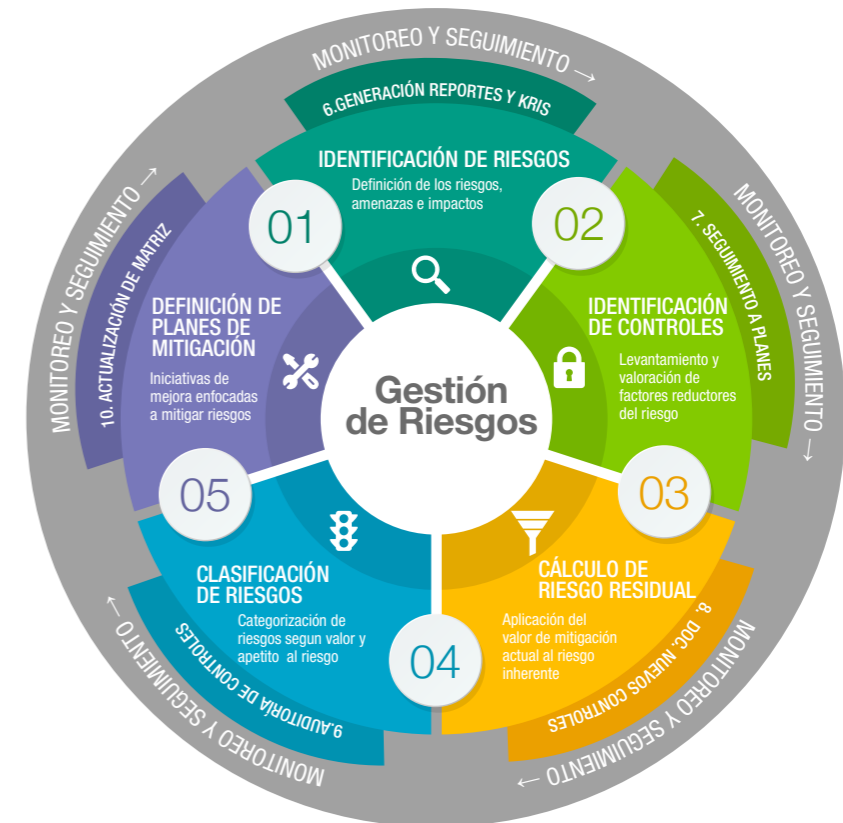 MONITOREO Y SEGUIMIENTO →
6.GENERACIÓN REPORTES Y KRIS
01
IDENTIFICACIÓN DE RIESGOS
Definición de los riesgos,
amenazas e impactos
MONITOREO Y SEGUIMIENTO →
7. SEGUIMIENTO A PLANES
02
IDENTIFICACIÓN
DE CONTROLES
Levantamiento y
valoración de
factores reductores
del riesgo
MONITOREO Y SEGUIMIENTO →
8. DOC. NUEVOS CONTROLES
03
CÁLCULO DE
RIESGO RESIDUAL
Aplicación del
valor de mitigación
actual al riesgo
inherente
MONITOREO Y SEGUIMIENTO →
9.AUDITORÍA DE CONTROLES
04
CLASIFICACIÓN
DE RIESGOS
Categorización de
riesgos segun valor y
apetito al riesgo
MONITOREO Y SEGUIMIENTO →
10. ACTUALIZACIÓN DE MATRIZ
05
DEFINICIÓN DE
PLANES DE
MITIGACIÓN
Iniciativas de
mejora enfocadas
a mitigar riesgos
Gestión
de Riesgos